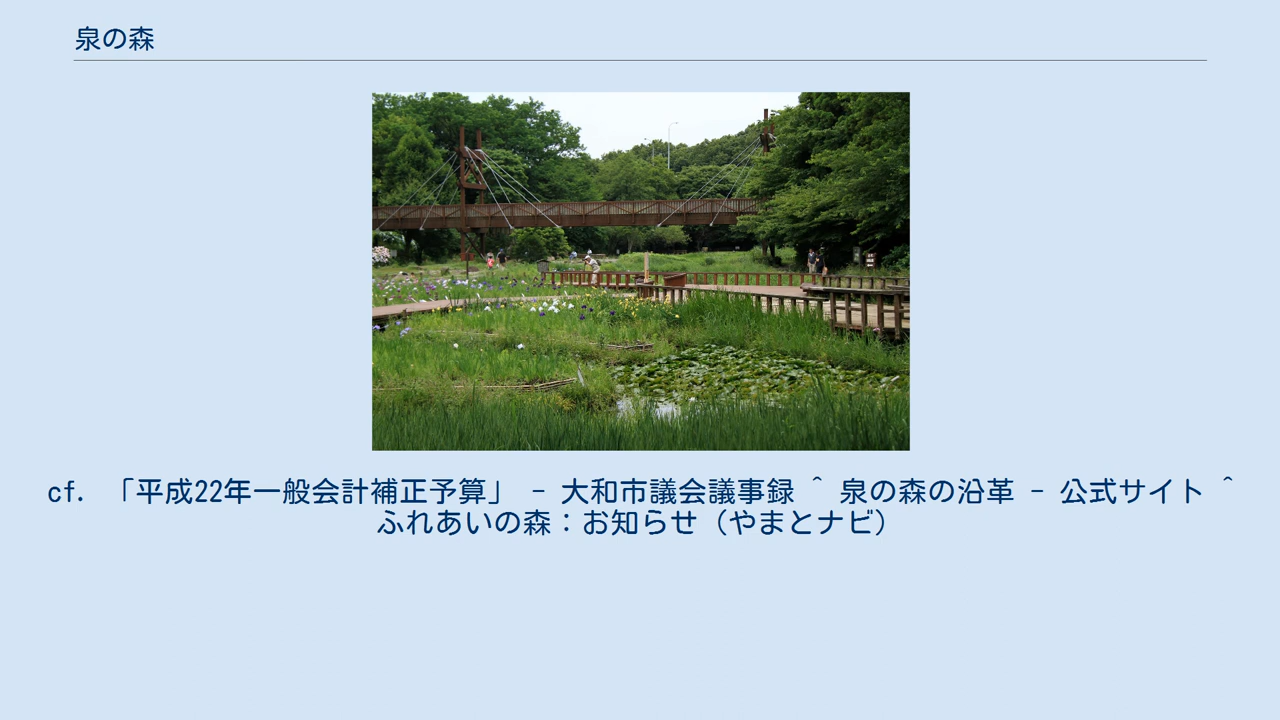 泉の森
cf. 「平成22年一般会計補正予算」 - 大和市議会議事録 ^ 泉の森の沿革 - 公式サイト ^
ふれあいの森：お知らせ（やまとナビ）